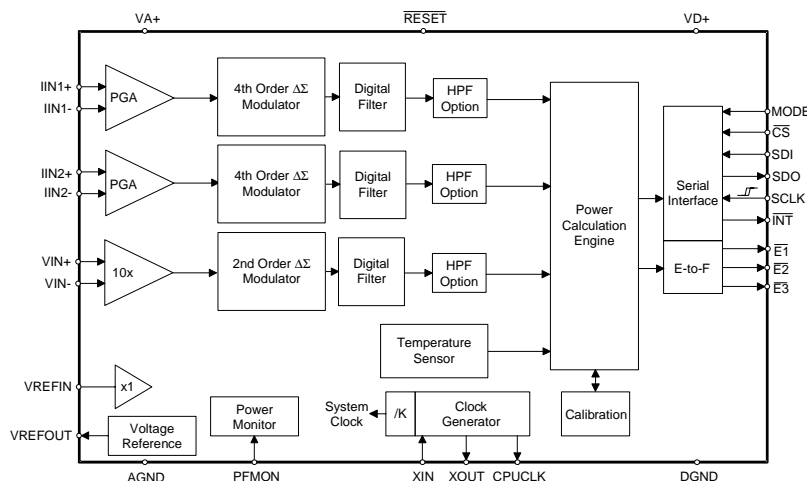 VA+
RESET
VD+
IIN1+
IIN1-
PGA
4th Order ΔΣ
Modulator
Digital
Filter
HPF
Option
IIN2+
IIN2-
PGA
4th Order ΔΣ
Modulator
Digital
Filter
HPF
Option
VIN+
VIN-
10x
2nd Order ΔΣ
Modulator
Digital
Filter
HPF
Option
Power
Calculation
Engine
Serial
Interface
E-to-F
MODE
CS
SDI
SDO
SCLK
INT
E1
E2
E3
Temperature
Sensor
VREFIN
x1
VREFOUT
Voltage
Reference
Power
Monitor
System
Clock
/K
Clock
Generator
Calibration
AGND
PFMON
XIN
XOUT
CPUCLK
DGND